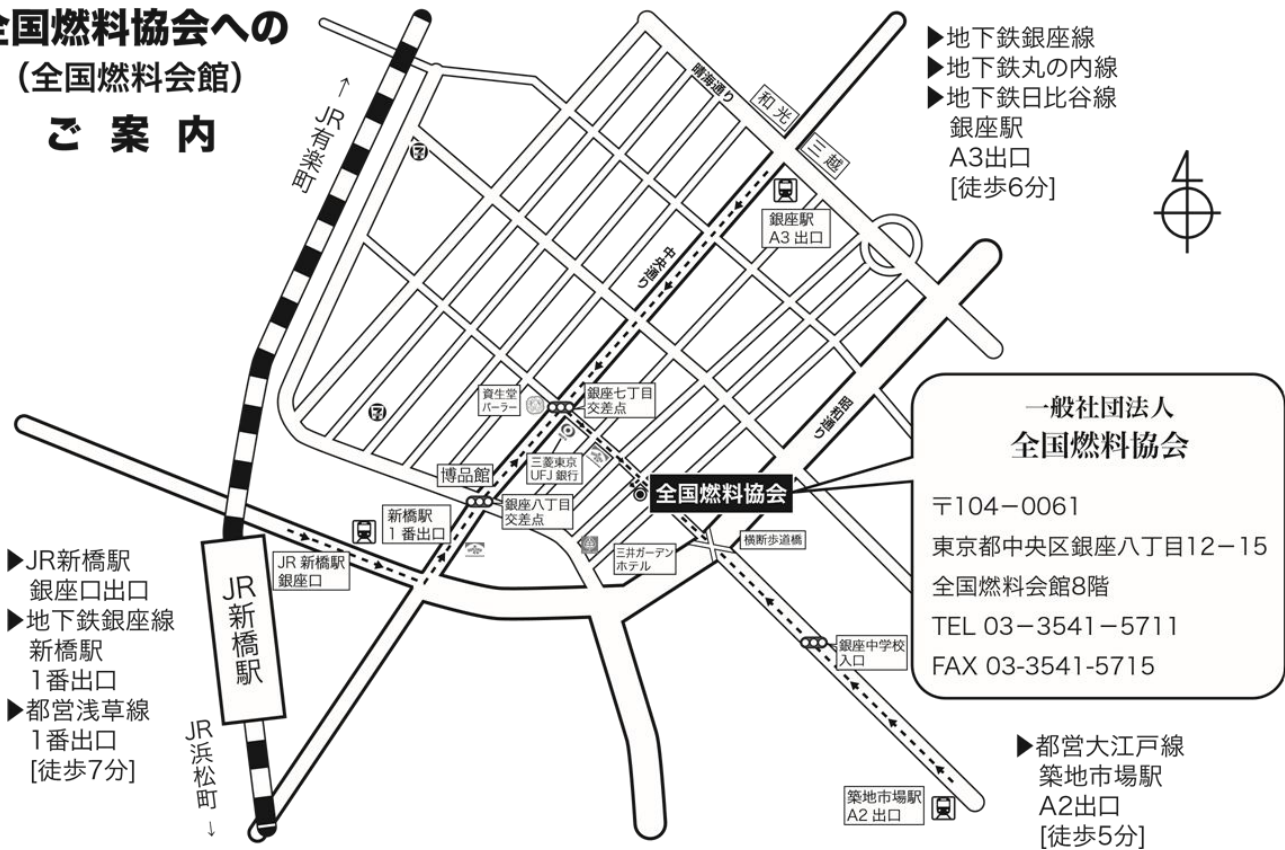 全国燃料協会への
（全国燃料会館）
ご案内
↑
JR有楽町
晴海通り
和光
三越
▶地下鉄銀座線
▶地下鉄丸の内線
▶地下鉄日比谷線
銀座駅
A3出口
[徒歩6分]
銀座駅
A3 出口
中央通り
昭和通り
資生堂
パーラー
銀座七丁目
交差点
三菱東京
UFJ 銀行
博品館
銀座八丁目
交差点
全国燃料協会
新橋駅
1 番出口
JR 新橋駅
銀座口
三井ガーデン
ホテル
横断歩道橋
銀座中学校
入口
築地市場駅
A2 出口
一般社団法人
全国燃料協会
〒104−0061
東京都中央区銀座八丁目12−15
全国燃料会館8階
TEL 03−3541−5711
FAX 03-3541-5715
▶JR新橋駅
銀座口出口
▶地下鉄銀座線
新橋駅
1番出口
▶都営浅草線
1番出口
[徒歩7分]
JR新橋駅
JR浜松町
↓
▶都営大江戸線
築地市場駅
A2出口
[徒歩5分]